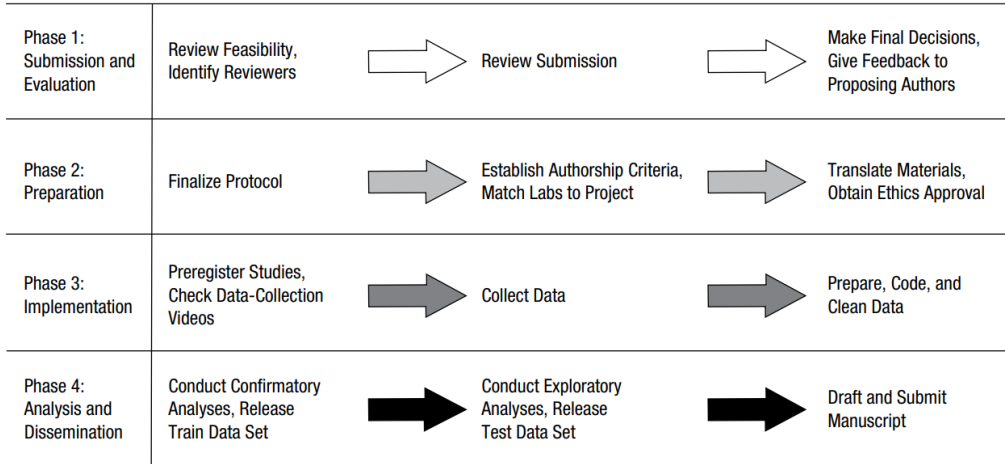 Phase 1:
Submission and
Evaluation
Review Feasibility,
Identify Reviewers
Review Submission
Make Final Decisions,
Give Feedback to
Proposing Authors
Phase 2:
Preparation
Finalize Protocol
Establish Authorship Criteria,
Match Labs to Project
Translate Materials,
Obtain Ethics Approval
Phase 3:
Implementation
Preregister Studies,
Check Data-Collection
Videos
Collect Data
Prepare, Code, and
Clean Data
Phase 4:
Analysis and
Dissemination
Conduct Confirmatory
Analyses, Release
Train Data Set
Conduct Exploratory
Analyses, Release
Test Data Set
Draft and Submit
Manuscript